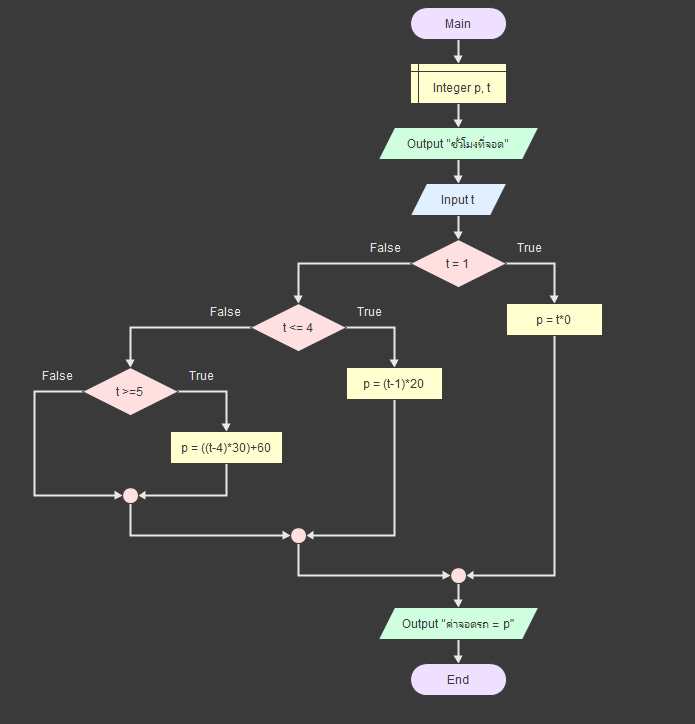 Main
Integer p, t
Output "ชั่วโมงที่จอด"
Input t
False
True
t = 1
False
True
p = t*0
t <= 4
False
True
p = (t-1)*20
t >=5
p = ((t-4)*30)+60
Output "ค่าจอดรถ = p"
End